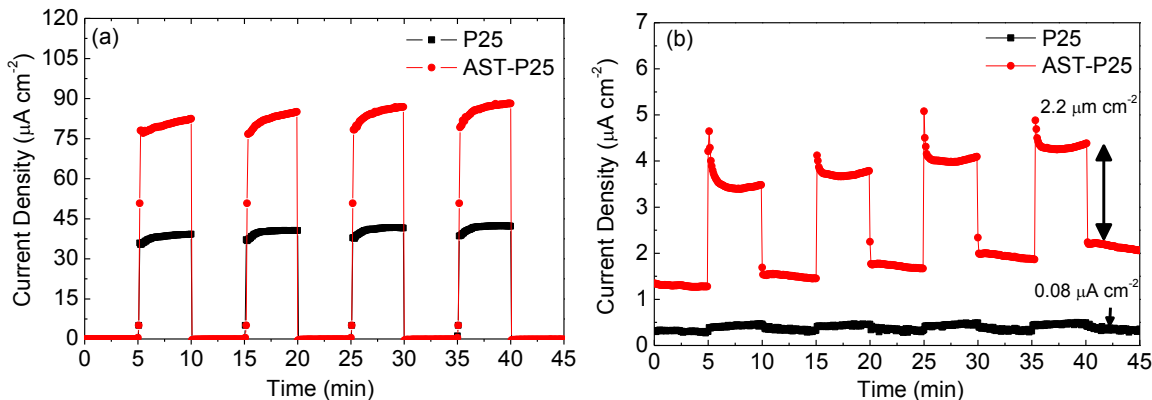 (a)
P25
AST-P25
Current Density (μA cm-2)
120
105
90
75
60
45
30
15
0
0 5 10 15 20 25 30 35 40 45
Time (min)
(b)
P25
AST-P25
2.2 μm cm-2
0.08 μA cm-2
Current Density (μA cm-2)
7
6
5
4
3
2
1
0
0 5 10 15 20 25 30 35 40 45
Time (min)